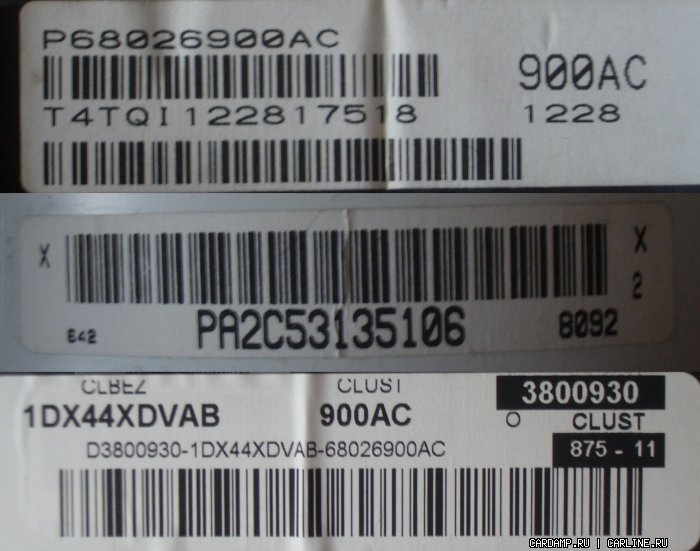 P68026900AC
900AC
T4TQI122817518
1228
X X
2
642 PA2C53135106 8092
CLBEZ CLUST 3800930
1DX44XDVAB 900AC O CLUST
D3800930-1DX44XDVAB-68026900AC 875 - 11
CARDAMP.RU | CARLINE.RU